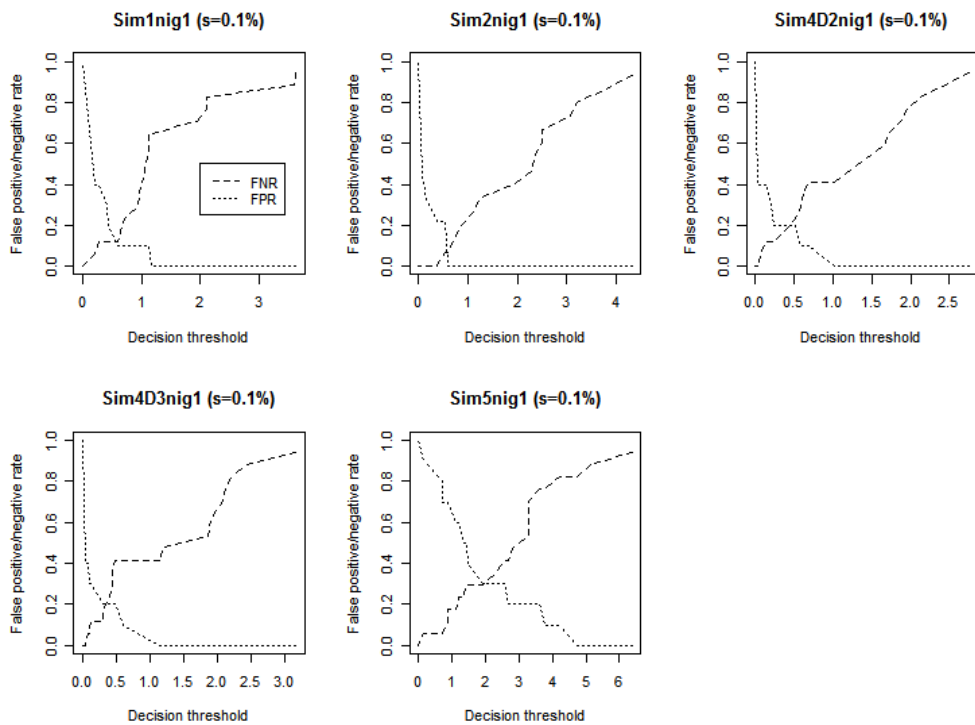 Sim1nig1 (s=0.1%)
False positive/negative rate
1.0
0.8
0.6
0.4
0.2
0.0
FNR
FPR
0 1 2 3
Decision threshold
Sim2nig1 (s=0.1%)
False positive/negative rate
1.0
0.8
0.6
0.4
0.2
0.0
0 1 2 3 4
Decision threshold
Sim4D2nig1 (s=0.1%)
False positive/negative rate
1.0
0.8
0.6
0.4
0.2
0.0
0.0 0.5 1.0 1.5 2.0 2.5
Decision threshold
Sim4D3nig1 (s=0.1%)
False positive/negative rate
1.0
0.8
0.6
0.4
0.2
0.0
0.0 0.5 1.0 1.5 2.0 2.5 3.0
Decision threshold
Sim5nig1 (s=0.1%)
False positive/negative rate
1.0
0.8
0.6
0.4
0.2
0.0
0 1 2 3 4 5 6
Decision threshold